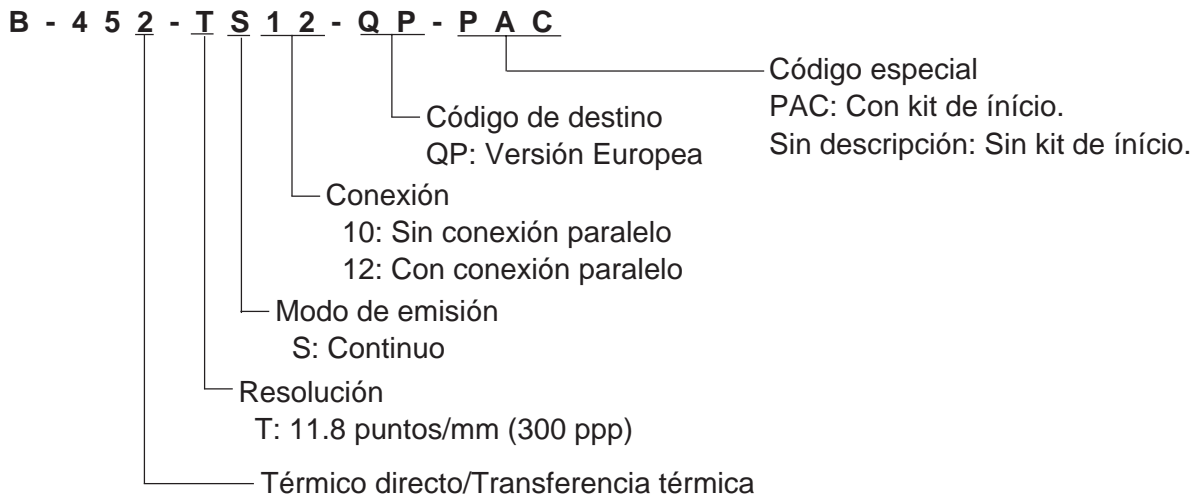 B - 4 5 2 - T S 1 2 - Q P - P A C
Código especial
PAC: Con kit de ínício.
Sin descripción: Sin kit de ínício.
Código de destino
QP: Versión Europea
Conexión
10: Sin conexión paralelo
12: Con conexión paralelo
Modo de emisión
S: Continuo
Resolución
T: 11.8 puntos/mm (300 ppp)
Térmico directo/Transferencia térmica